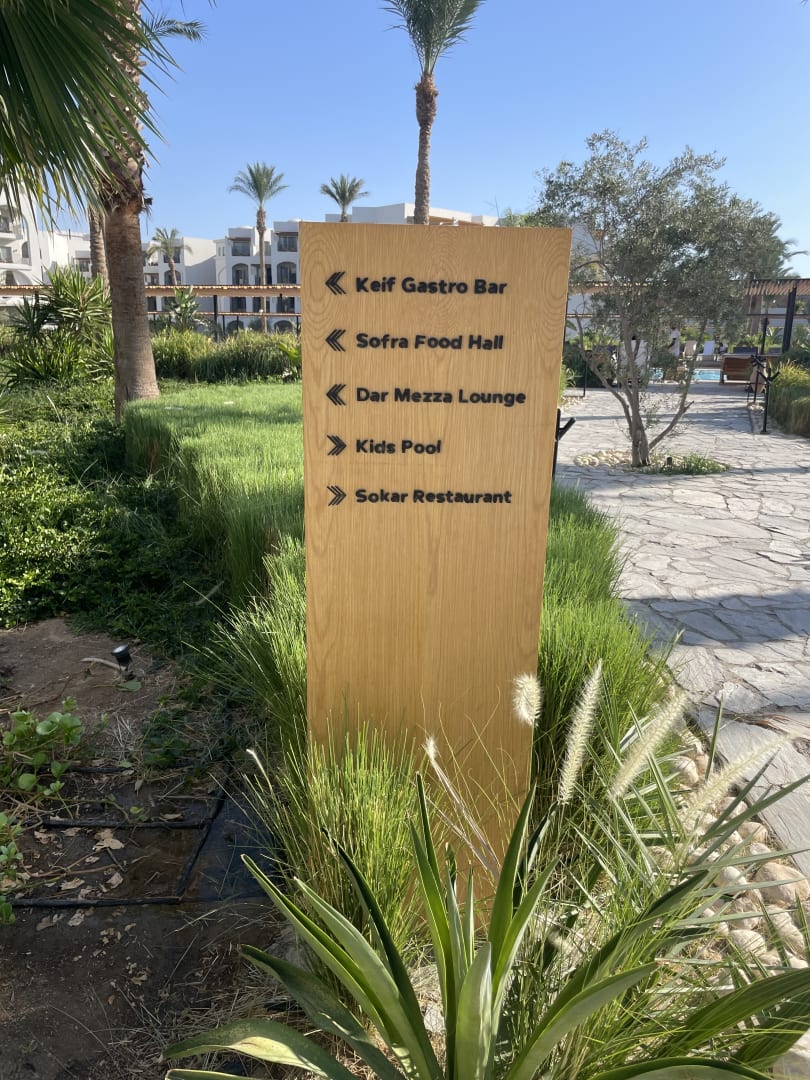 « Keif Gastro Bar
« Sofra Food Hall
« Dar Mezza Lounge
» Kids Pool
» Sokar Restaurant